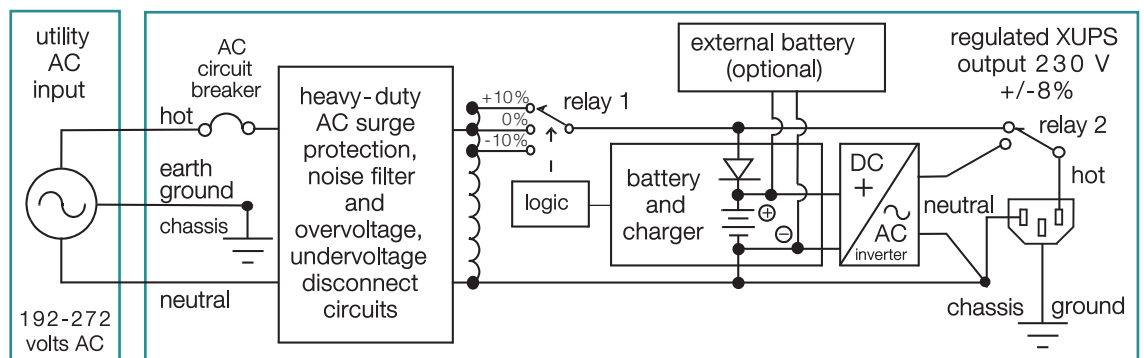 utility
AC
input
hot
earth
ground
chassis
neutral
192-272
volts AC
AC
circuit
breaker
heavy-duty
AC surge
protection,
noise filter
and
overvoltage,
undervoltage
disconnect
circuits
+10%
0%
-10%
relay 1
logic
external battery
(optional)
battery
and
charger
+
−
DC
+
AC
inverter
regulated XUPS
output 230 V
+/-8%
relay 2
hot
neutral
chassis
ground